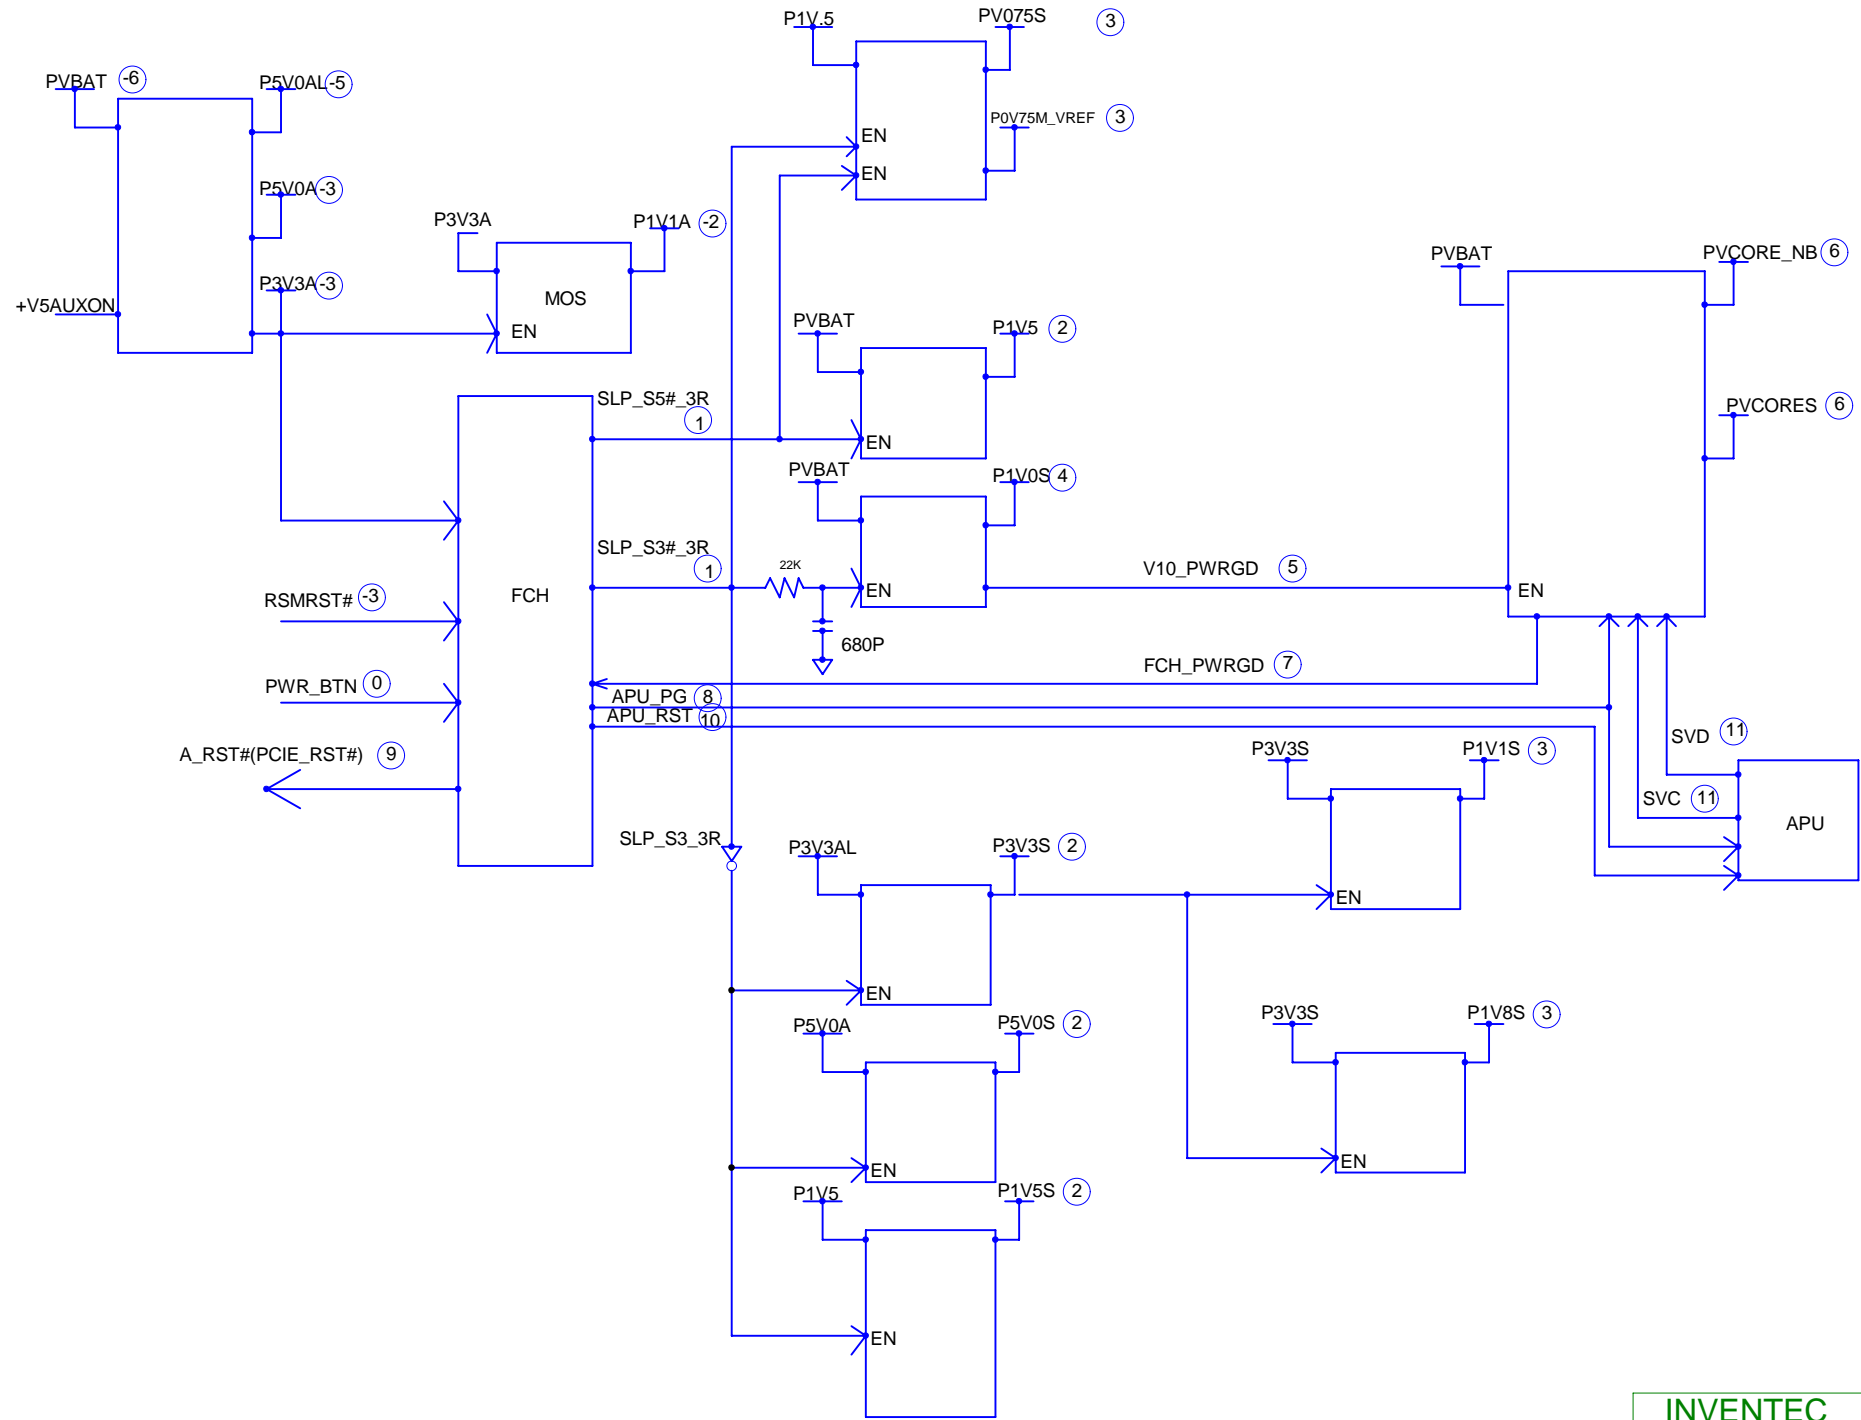 P1V.5
PV075S
3
PVBAT
-6
P5V0AL
-5
P0V75M_VREF
3
EN
EN
P5V0A
-3
P3V3A
P1V1A
-2
PVBAT
PVCORE_NB
6
P3V3A
-3
+V5AUXON
MOS
EN
PVBAT
P1V5
2
SLP_S5#_3R
1
EN
PVCORES
6
PVBAT
P1V0S
4
SLP_S3#_3R
1
22K
FCH
EN
V10_PWRGD
5
EN
RSMRST#
-3
680P
FCH_PWRGD
7
PWR_BTN
0
APU_PG
8
APU_RST
10
A_RST#(PCIE_RST#)
9
P3V3S
P1V1S
3
SVD
11
SVC
11
APU
SLP_S3_3R
P3V3AL
P3V3S
2
EN
EN
P5V0A
P5V0S
2
P3V3S
P1V8S
3
EN
EN
P1V5
P1V5S
2
EN
INVENTEC